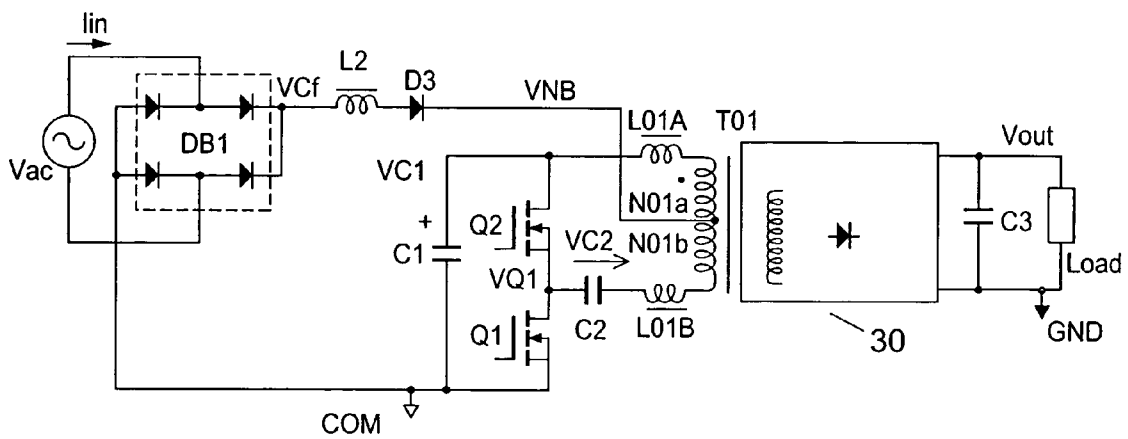 Iin
L2
D3
VCf
VNB
L01A
T01
DB1
Vout
Vac
VC1
N01a
+
Q2
C1
VC2
N01b
C3
VQ1
Load
Q1
C2
L01B
30
GND
COM